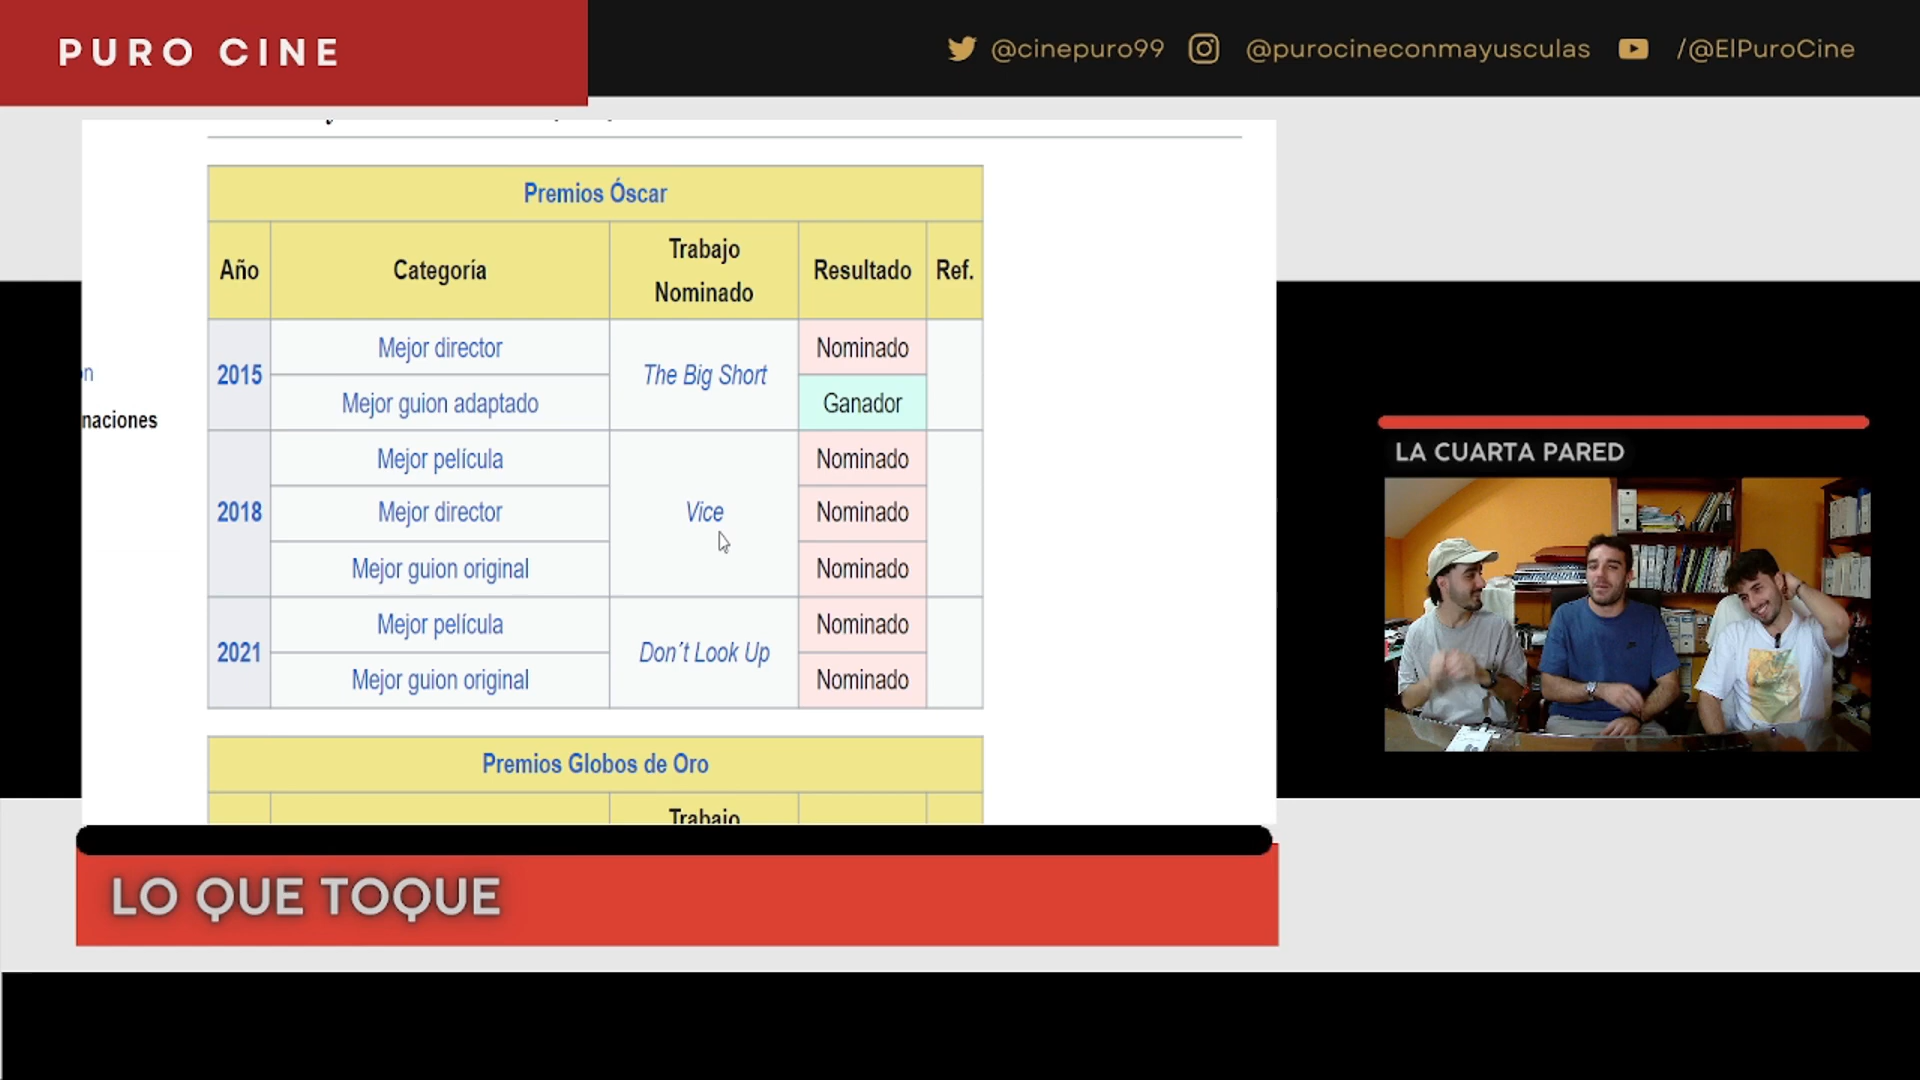 PURO CINE
@cinepuro99
@purocineconmayusculas
/@ElPuroCine
Premios Óscar
Año
Categoría
Trabajo
Nominado
Resultado
Ref.
2015
Mejor director
The Big Short
Nominado
Mejor guion adaptado
Ganador
2018
Mejor película
Nominado
Mejor director
Vice
Nominado
Mejor guion original
Nominado
2021
Mejor película
Don´t Look Up
Nominado
Mejor guion original
Nominado
Premios Globos de Oro
Trabajo
naciones
LA CUARTA PARED
LO QUE TOQUE